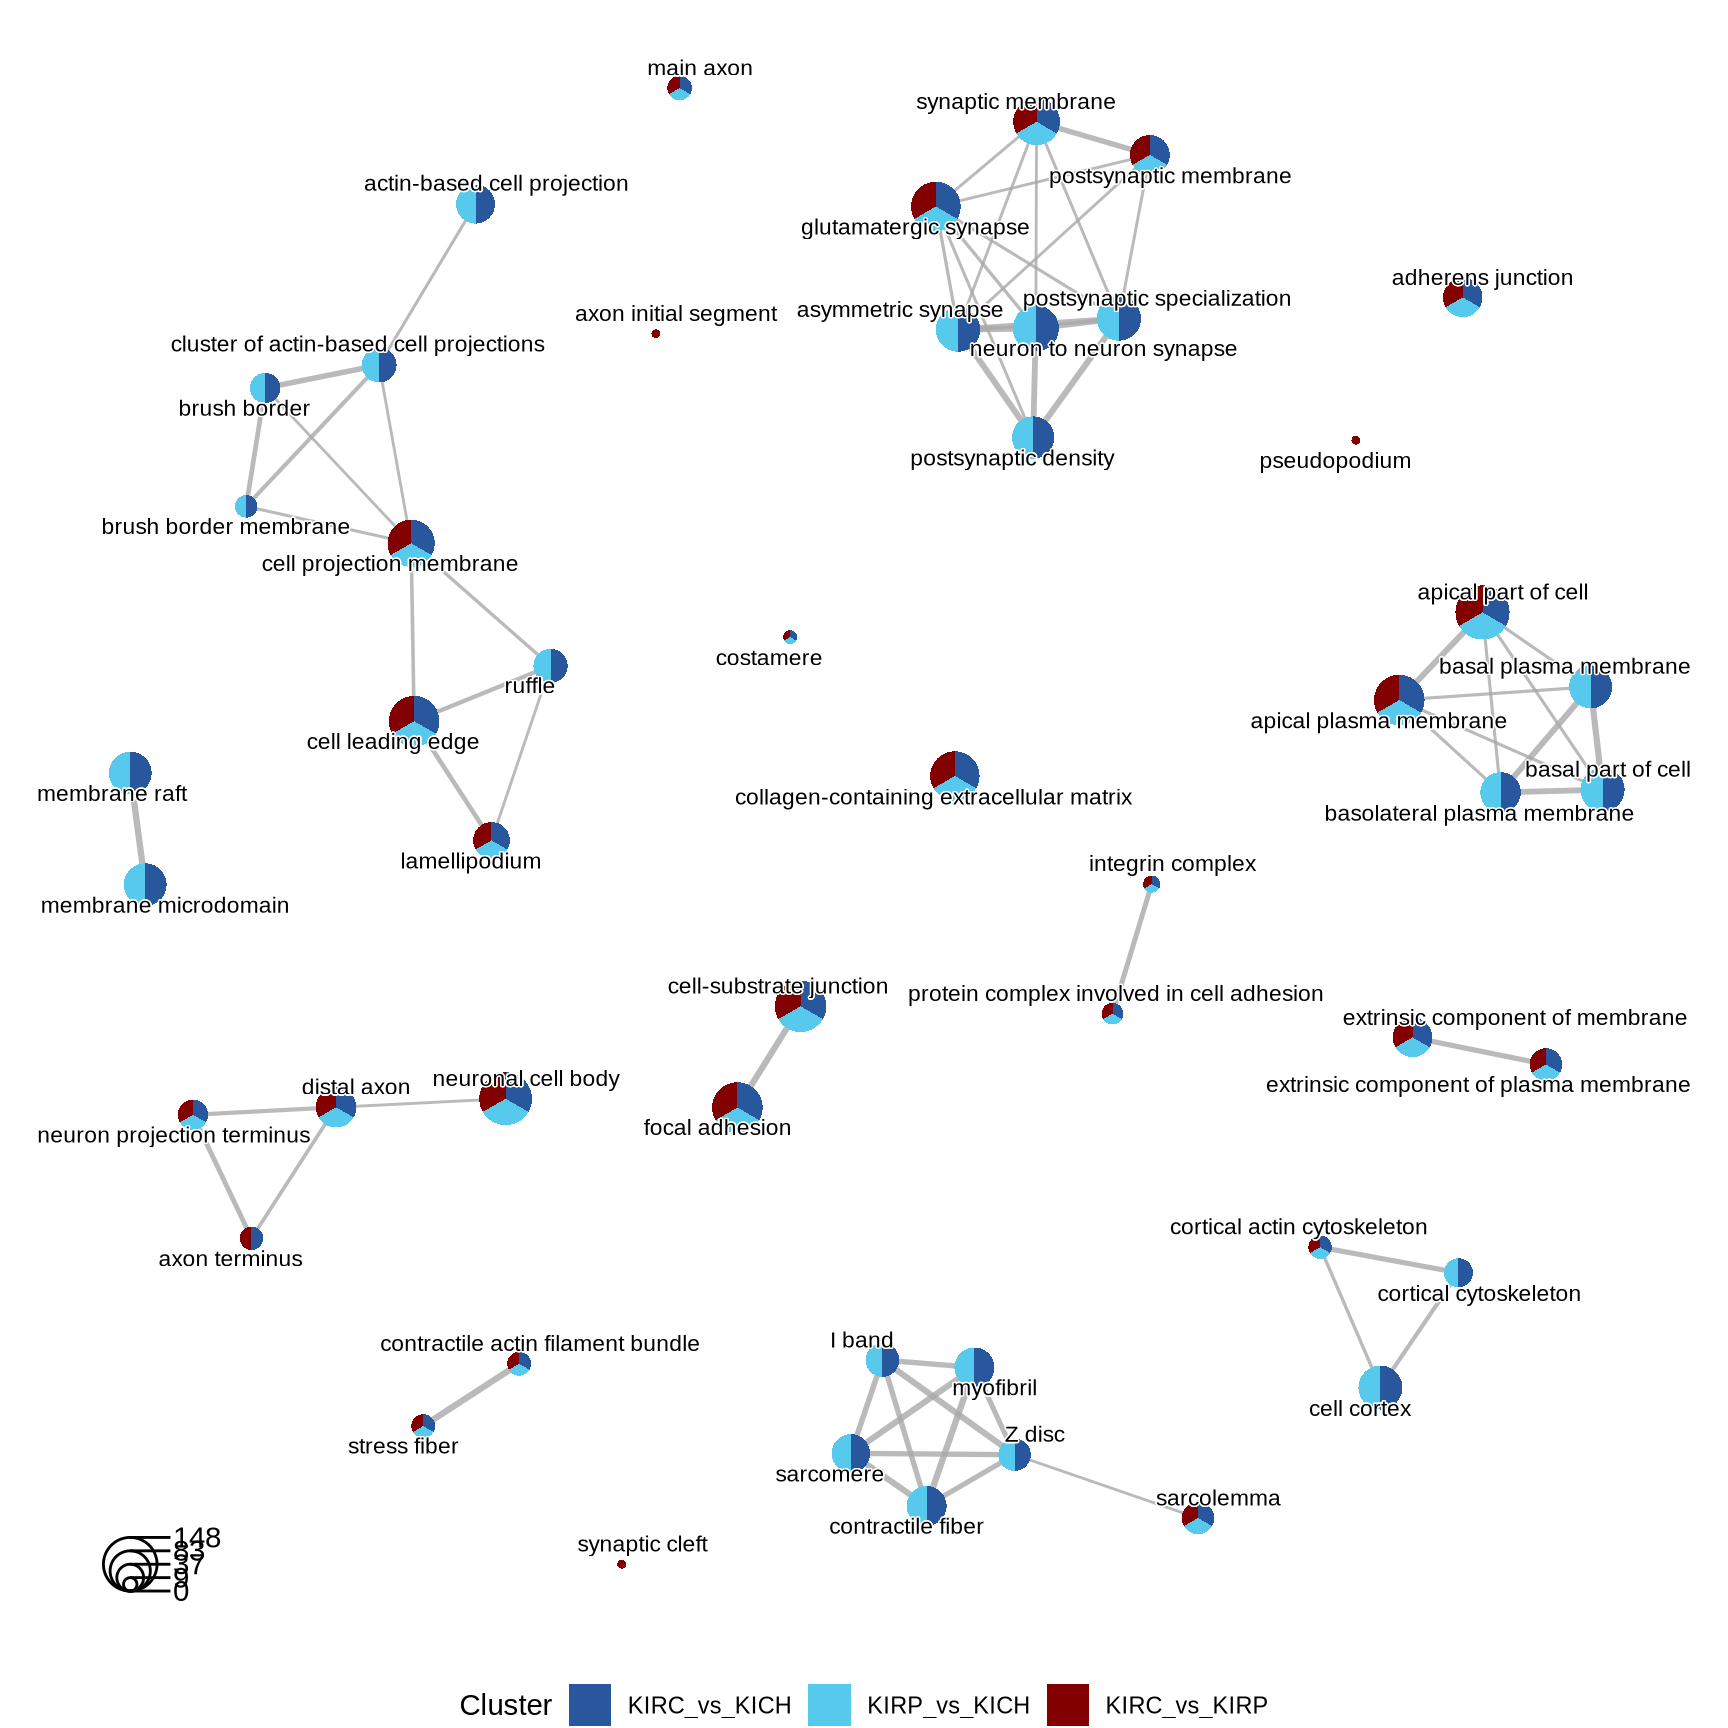 main axon
synaptic membrane
postsynaptic membrane
actin-based cell projection
glutamatergic synapse
adherens junction
postsynaptic specialization
asymmetric synapse
axon initial segment
cluster of actin-based cell projections
neuron to neuron synapse
brush border
postsynaptic density
pseudopodium
brush border membrane
cell projection membrane
apical part of cell
costamere
basal plasma membrane
ruffle
apical plasma membrane
cell leading edge
basal part of cell
membrane raft
collagen-containing extracellular matrix
basolateral plasma membrane
lamellipodium
integrin complex
membrane microdomain
cell-substrate junction
protein complex involved in cell adhesion
extrinsic component of membrane
neuronal cell body
distal axon
extrinsic component of plasma membrane
focal adhesion
neuron projection terminus
cortical actin cytoskeleton
axon terminus
cortical cytoskeleton
I band
contractile actin filament bundle
myofibril
cell cortex
Z disc
stress fiber
sarcomere
sarcolemma
contractile fiber
synaptic cleft
148
83
37
9
0
Cluster KIRC_vs_KICH KIRP_vs_KICH KIRC_vs_KIRP